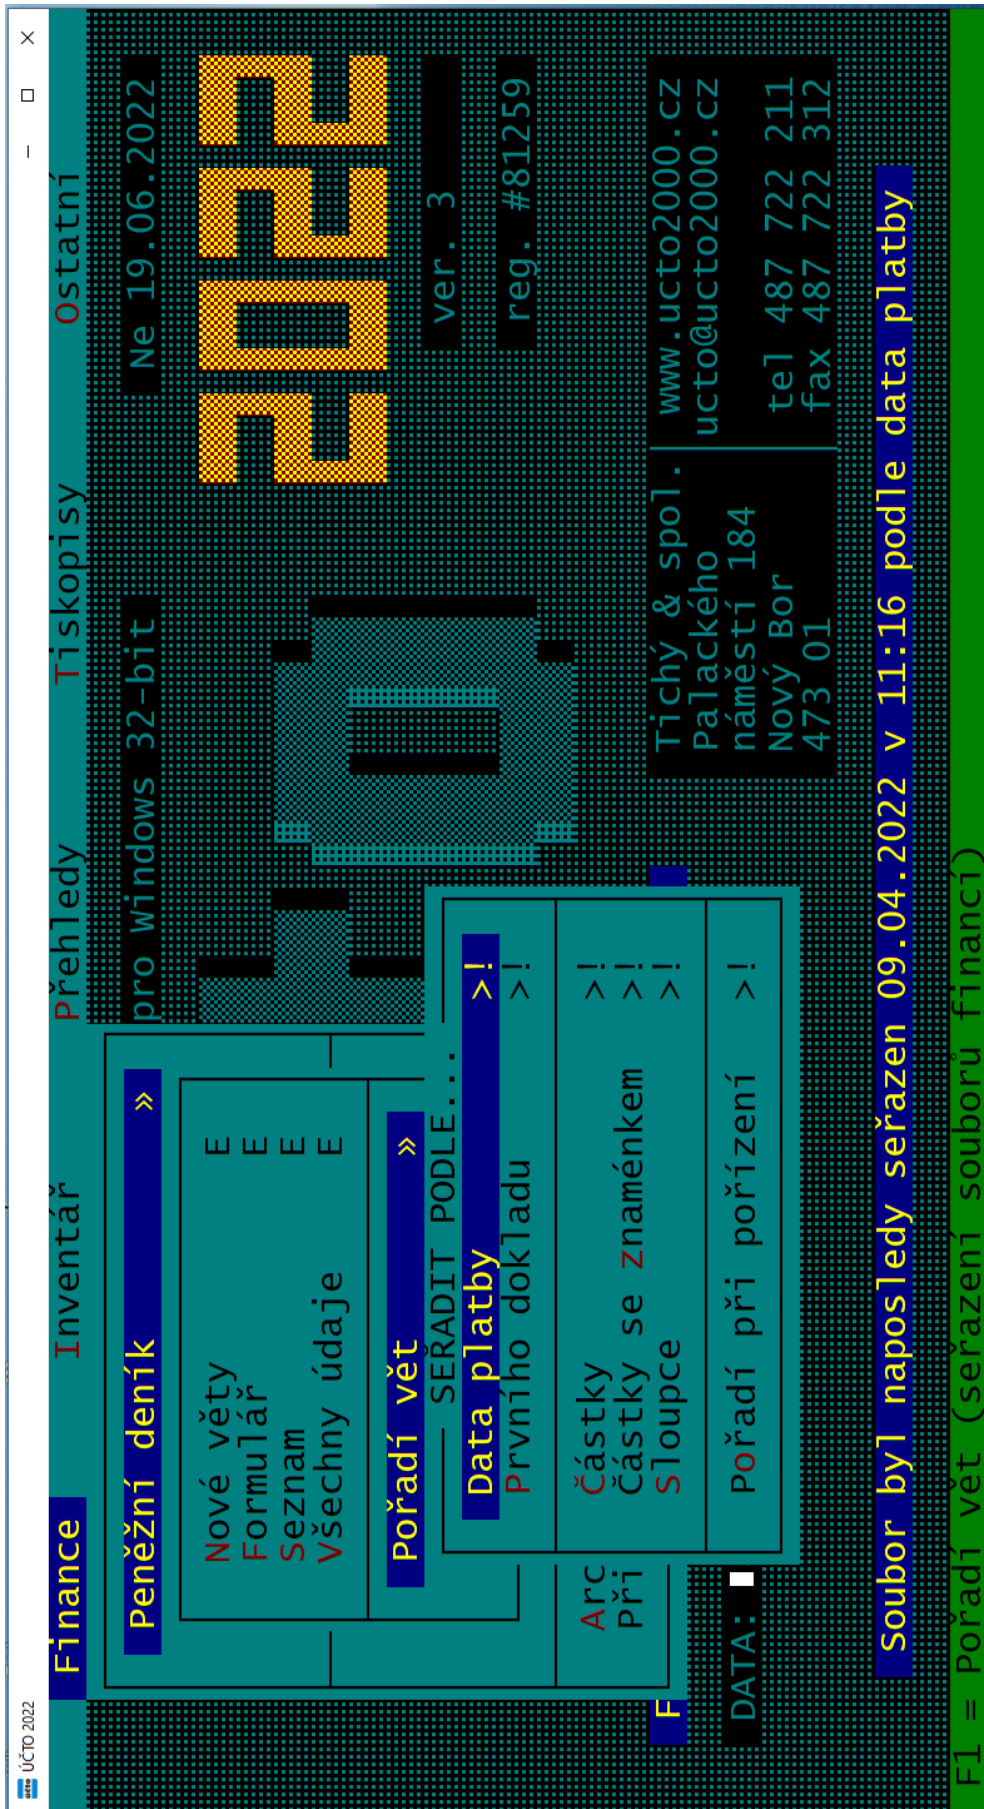 účto ÚČTO 2022
Finance Inventář Přehledy Tiskopisy Ostatní
pro Windows 32-bit Ne 19.06.2022
Peněžní deník »
2022
Nové věty E
Formulář E
Seznam E
Všechny údaje E
ver. 3
Pořadí vět »
reg. #81259
SEŘADIT PODLE...
Data platby >!
Prvního dokladu >!
Částky >!
Částky se znaménkem >!
Sloupce >!
Pořadí při pořízení >!
Arc
Při
F
DATA:
Tichý & spol.
Palackého
náměstí 184
Nový Bor
473 01
www.ucto2000.cz
ucto@ucto2000.cz
tel 487 722 211
fax 487 722 312
Soubor byl naposledy seřazen 09.04.2022 v 11:16 podle data platby
F1 = Pořadí vět (seřazení souborů financí)